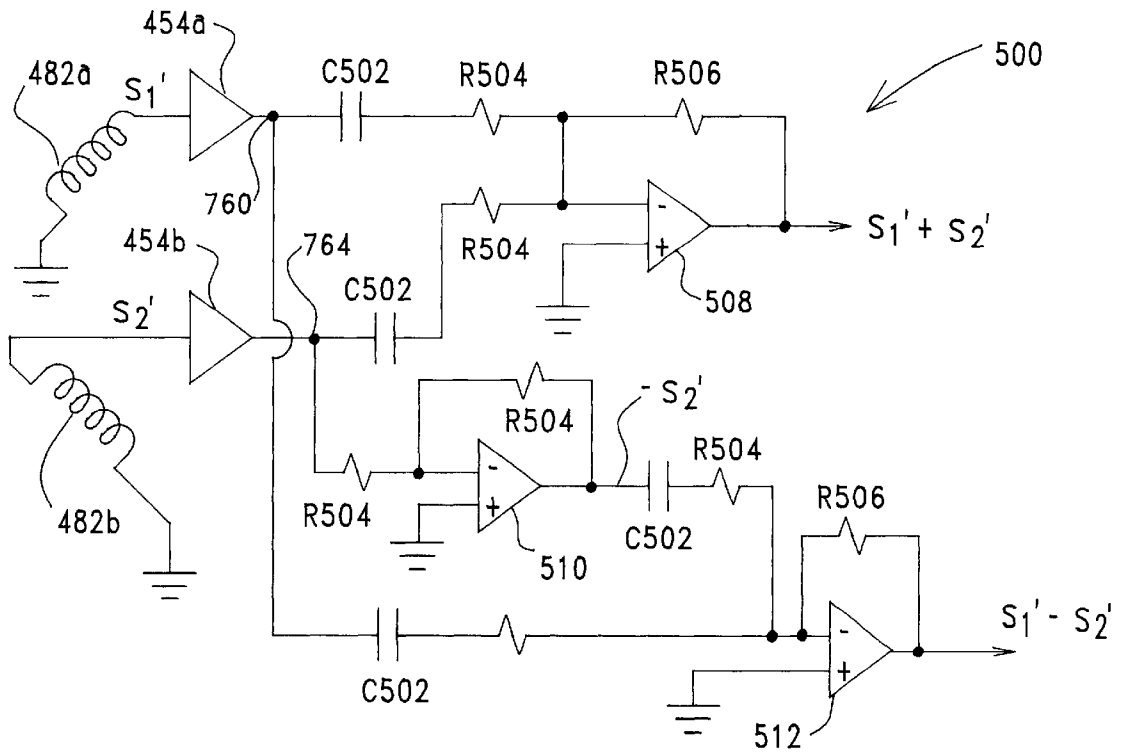 454a
482a
S1'
C502
R504
R506
500
760
454b
764
R504
-
+
508
S1' + S2'
S2'
C502
R504
- S2'
R504
R504
-
+
510
C502
R506
482b
C502
-
+
512
S1' - S2'